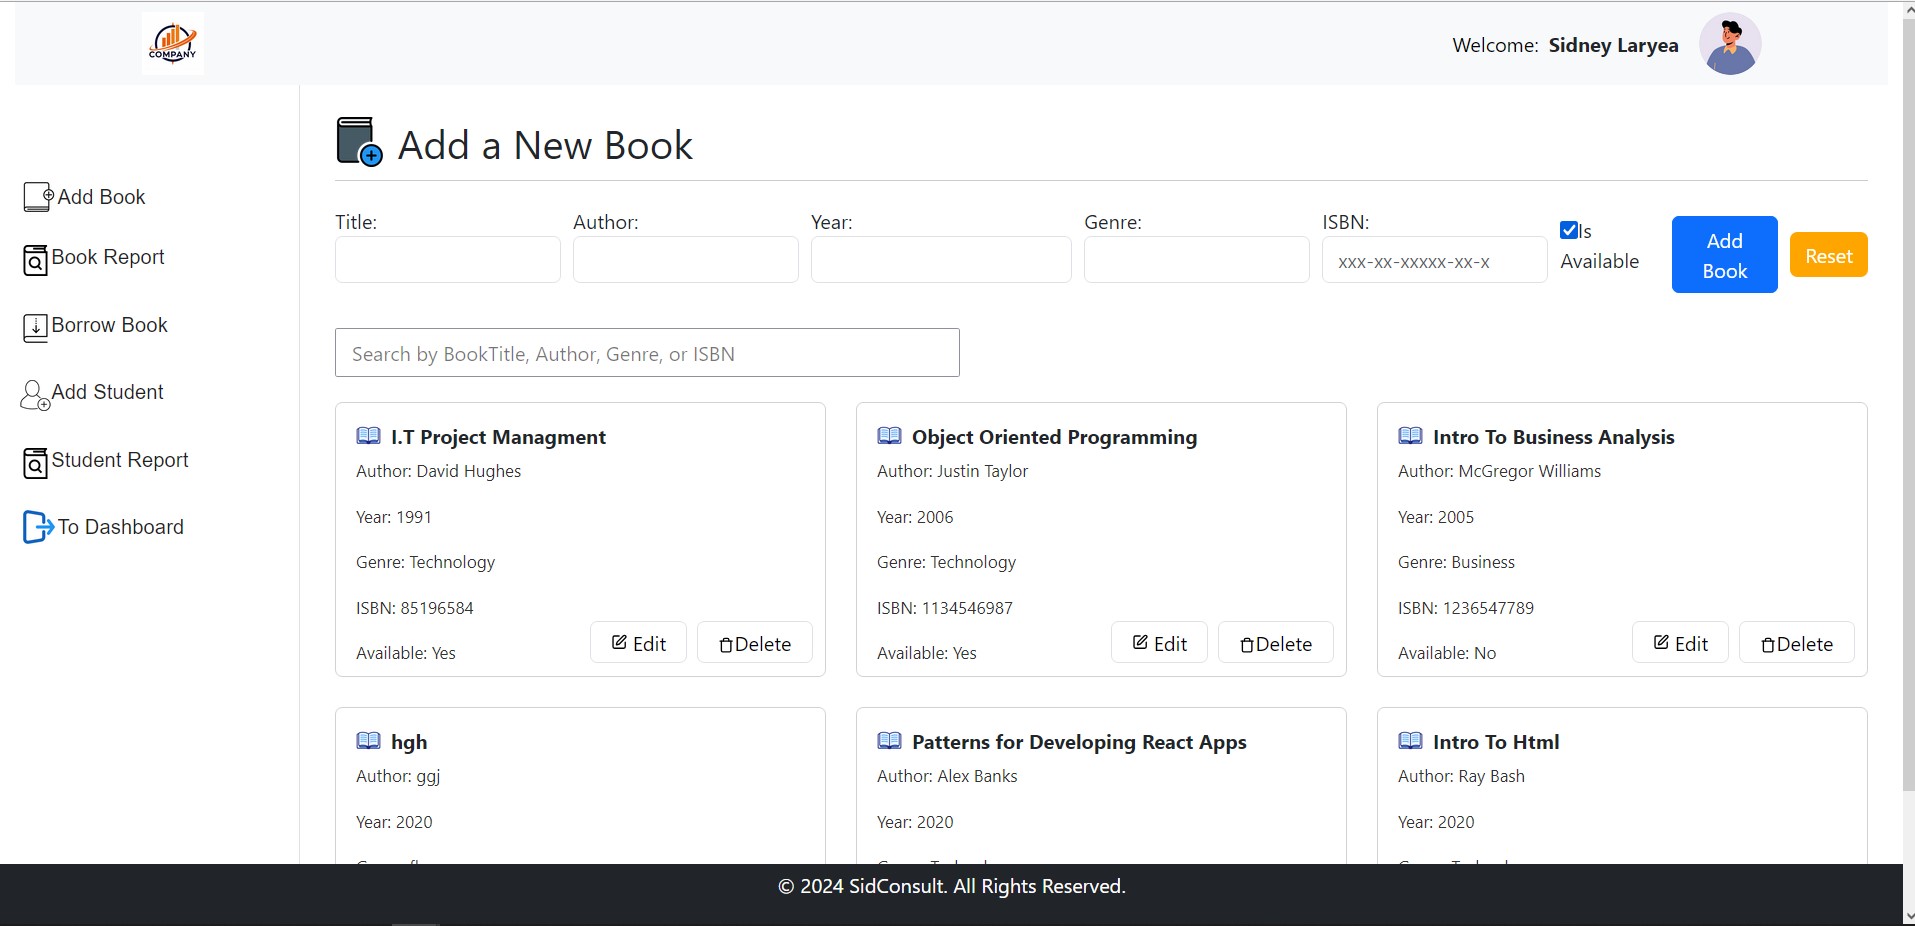 COMPANY
Welcome: Sidney Laryea
Add Book
Book Report
Borrow Book
Add Student
Student Report
To Dashboard
Add a New Book
Title:
Author:
Year:
Genre:
ISBN:
xxx-xx-xxxxx-xx-x
Is
Available
Add
Book
Reset
Search by BookTitle, Author, Genre, or ISBN
I.T Project Managment
Author: David Hughes
Year: 1991
Genre: Technology
ISBN: 85196584
Available: Yes
Edit
Delete
Object Oriented Programming
Author: Justin Taylor
Year: 2006
Genre: Technology
ISBN: 1134546987
Available: Yes
Edit
Delete
Intro To Business Analysis
Author: McGregor Williams
Year: 2005
Genre: Business
ISBN: 1236547789
Available: No
Edit
Delete
hgh
Author: ggj
Year: 2020
Patterns for Developing React Apps
Author: Alex Banks
Year: 2020
Intro To Html
Author: Ray Bash
Year: 2020
© 2024 SidConsult. All Rights Reserved.